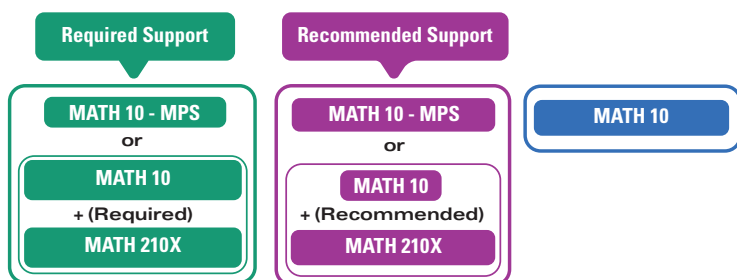 Required Support
MATH 10 - MPS
or
MATH 10
+ (Required)
MATH 210X
Recommended Support
MATH 10 - MPS
or
MATH 10
+ (Recommended)
MATH 210X
MATH 10